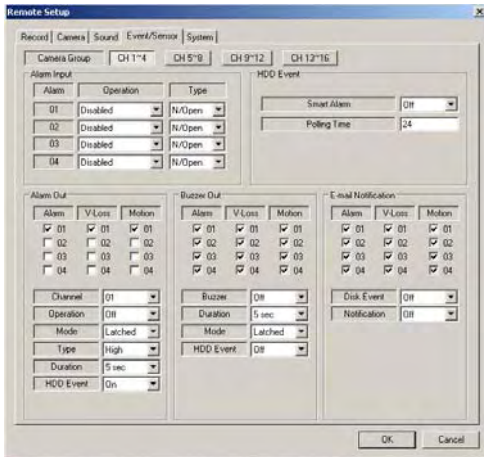 Remote Setup
Record Camera Sound Event/Sensor System
Camera Group CH 1~4 CH 5~8 CH 9~12 CH 13~16
Alarm Input HDD Event
Alarm Operation Type
01 Disabled N/Open
02 Disabled N/Open
03 Disabled N/Open
04 Disabled N/Open
Smart Alarm Off
Polling Time 24
Alarm Out Buzzer Out E-mail Notification
Alarm V-Loss Motion Alarm V-Loss Motion Alarm V-Loss Motion
01 01 01 01 01 01 01 01 01
02 02 02 02 02 02 02 02 02
03 03 03 03 03 03 03 03 03
04 04 04 04 04 04 04 04 04
Channel 01 Buzzer Off Disk Event Off
Operation Off Duration 5 sec Notification Off
Mode Latched Mode Latched
Type High HDD Event Off
Duration 5 sec
HDD Event On
OK Cancel